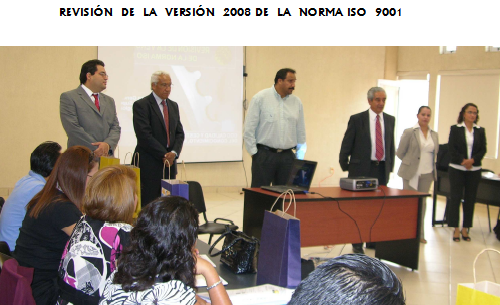 REVISIÓN DE LA VERSIÓN 2008 DE LA NORMA ISO 9001